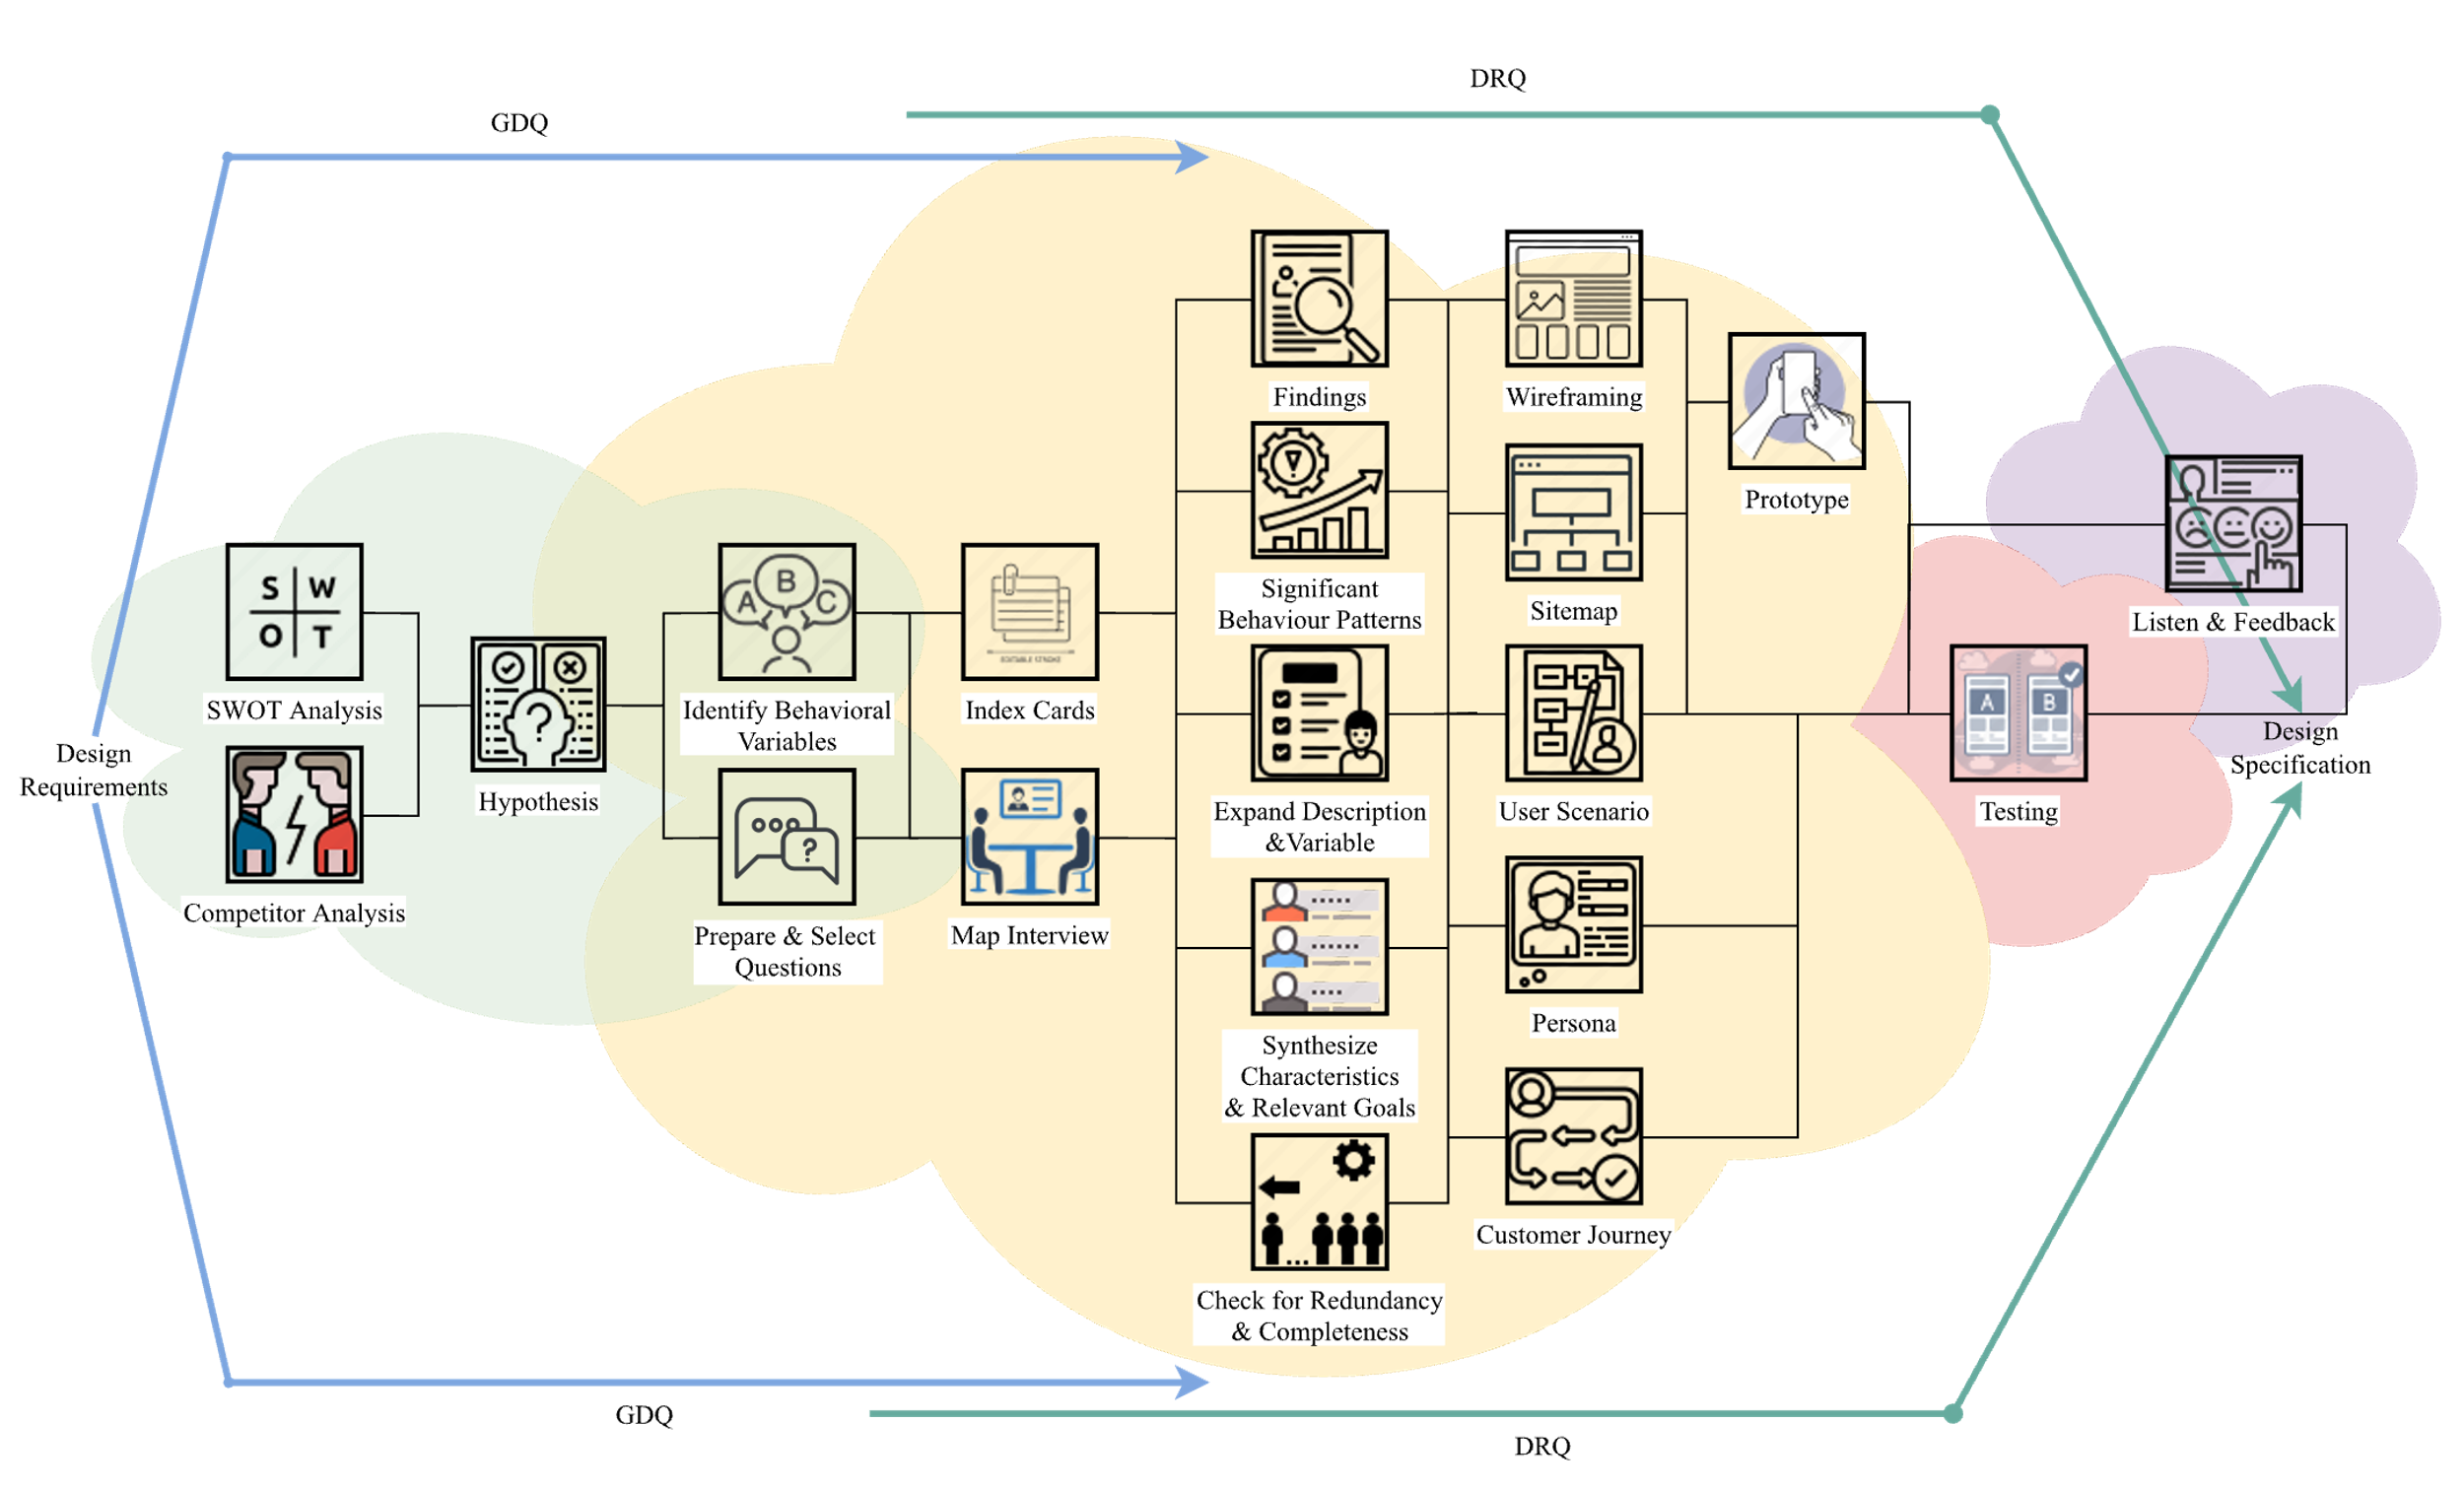 DRQ
GDQ
Findings
Wireframing
Prototype
Significant
Behaviour Patterns
Sitemap
Listen & Feedback
S W
O T
SWOT Analysis
B
A C
Identify Behavioral
Variables
EDITABLE STROKE
Index Cards
A B
Design
Requirements
Hypothesis
Expand Description
&Variable
User Scenario
Testing
Design
Specification
Competitor Analysis
Prepare & Select
Questions
Map Interview
Synthesize
Characteristics
& Relevant Goals
Persona
Customer Journey
Check for Redundancy
& Completeness
GDQ
DRQ